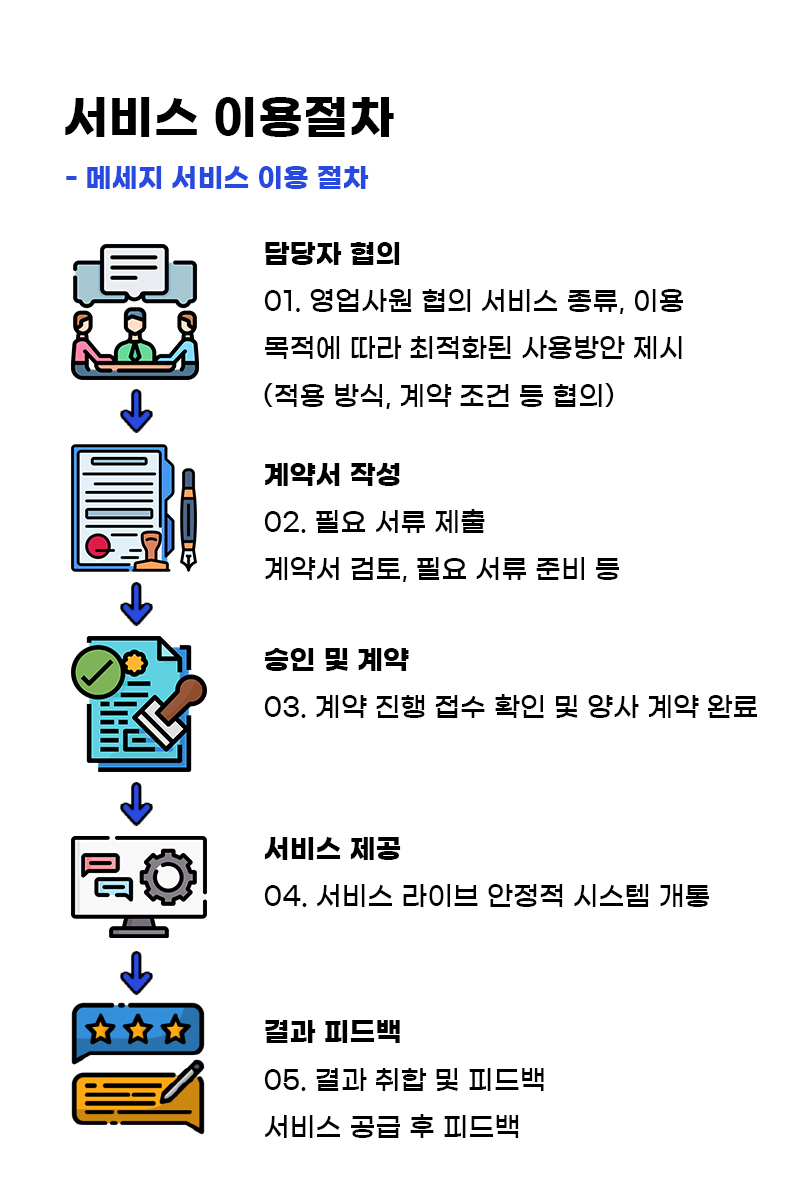 서비스 이용절차
- 메세지 서비스 이용 절차
담당자 협의
01. 영업사원 협의 서비스 종류, 이용
목적에 따라 최적화된 사용방안 제시
(적용 방식, 계약 조건 등 협의)
계약서 작성
02. 필요 서류 제출
계약서 검토, 필요 서류 준비 등
승인 및 계약
03. 계약 진행 접수 확인 및 양사 계약 완료
서비스 제공
04. 서비스 라이브 안정적 시스템 개통
결과 피드백
05. 결과 취합 및 피드백
서비스 공급 후 피드백